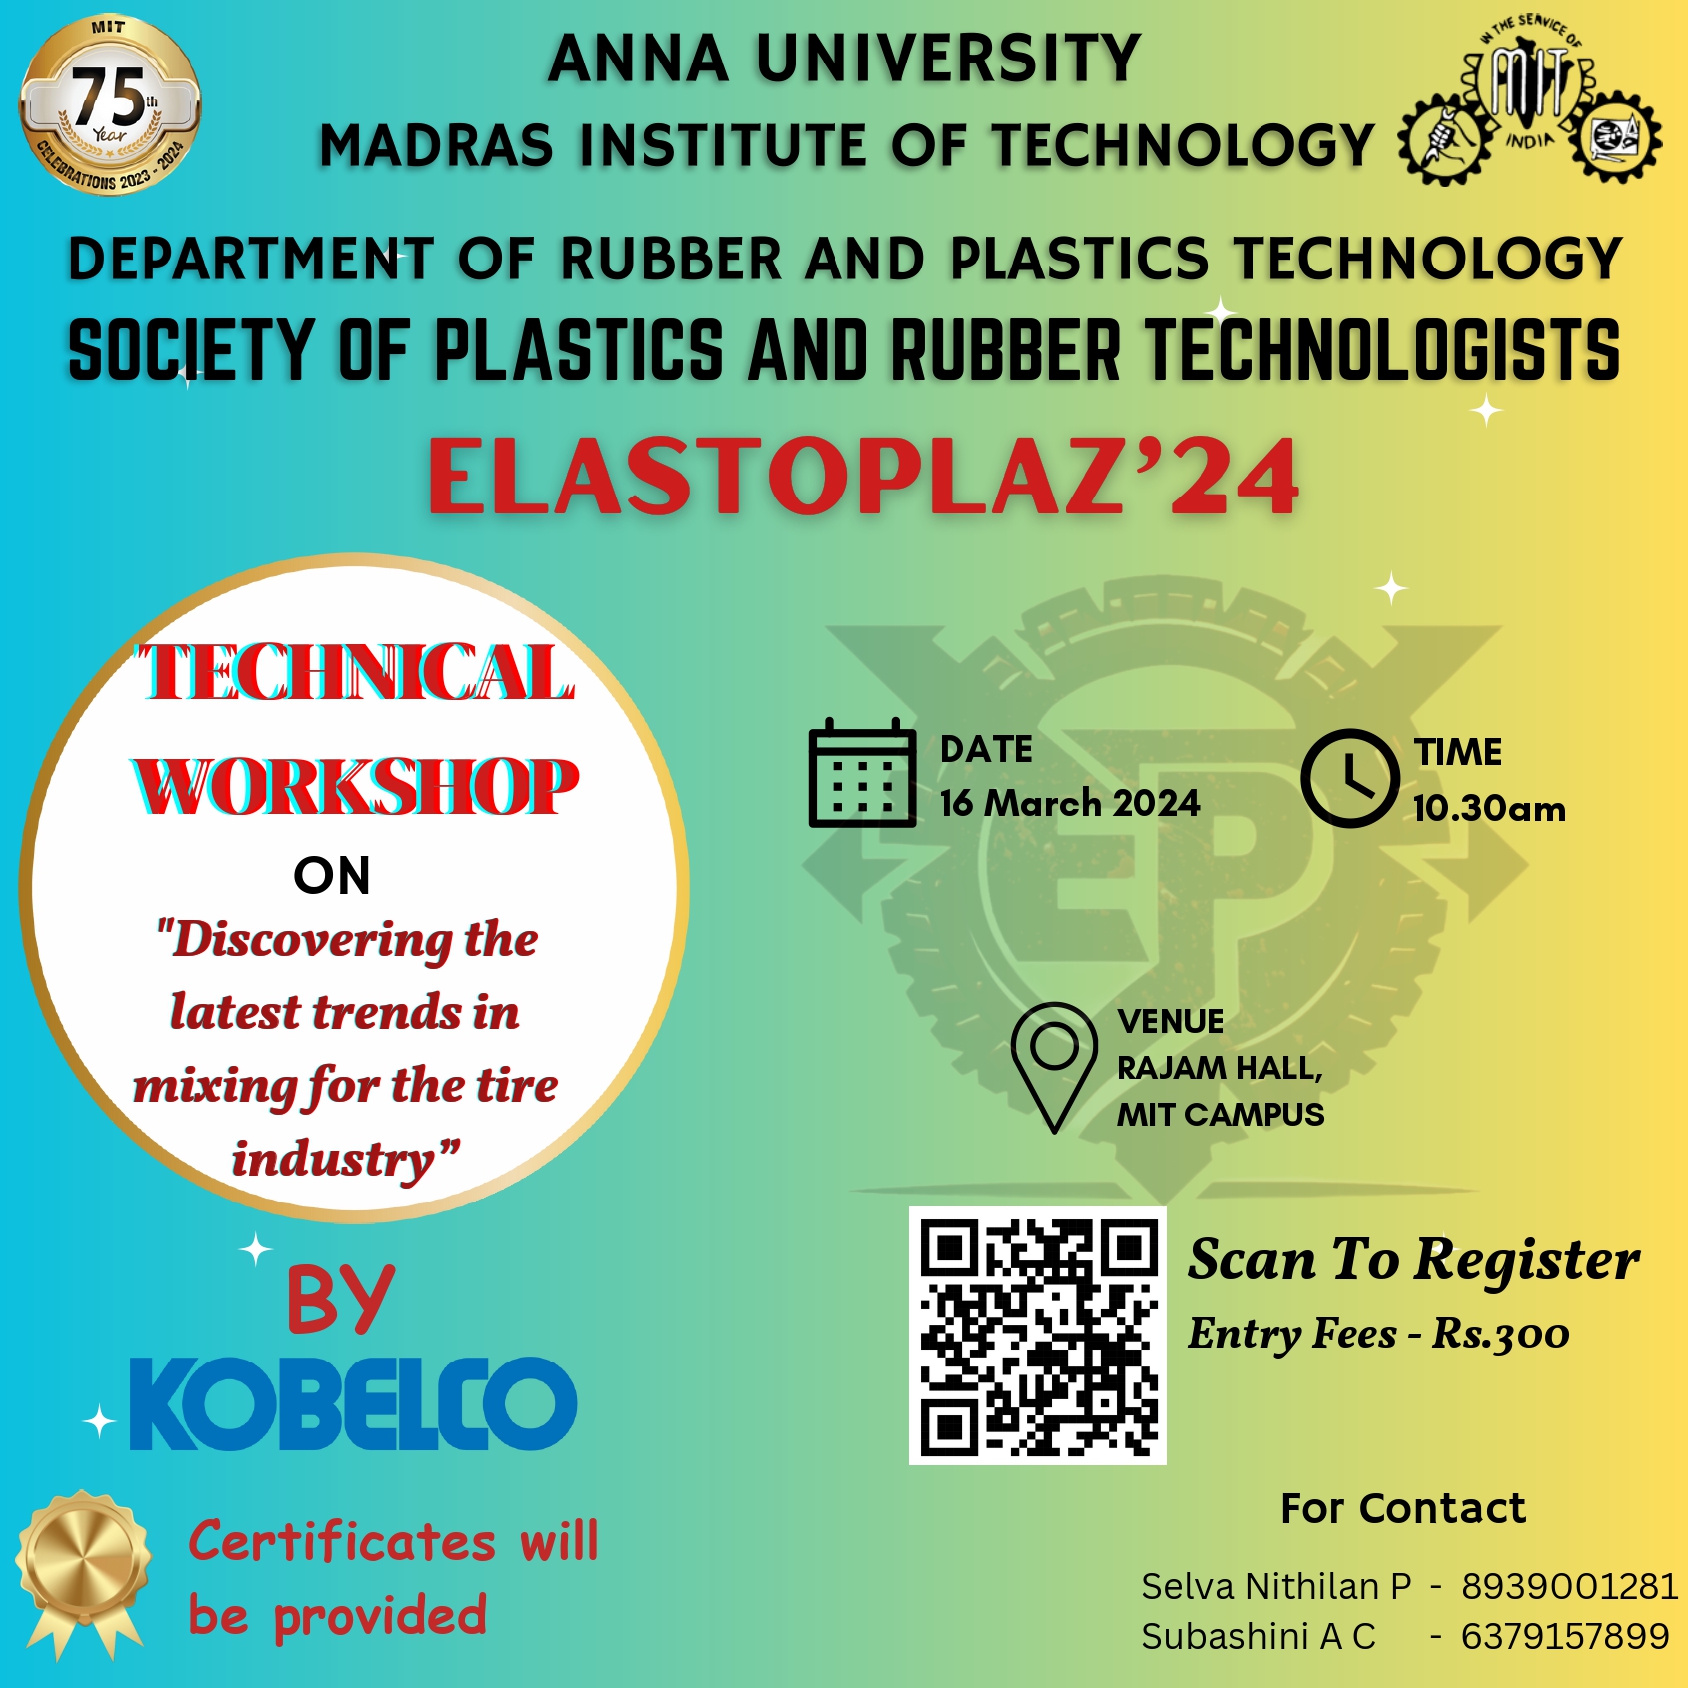 MIT
75th
Year
CELEBRATIONS 2023 - 2024
ANNA UNIVERSITY
MADRAS INSTITUTE OF TECHNOLOGY
IN THE SERVICE OF
MIT
INDIA
DEPARTMENT OF RUBBER AND PLASTICS TECHNOLOGY
SOCIETY OF PLASTICS AND RUBBER TECHNOLOGISTS
ELASTOPLAZ’24
TECHNICAL
WORKSHOP
ON
"Discovering the
latest trends in
mixing for the tire
industry”
BY
KOBELCO
Certificates will
be provided
EP
DATE
16 March 2024
TIME
10.30am
VENUE
RAJAM HALL,
MIT CAMPUS
Scan To Register
Entry Fees - Rs.300
For Contact
Selva Nithilan P - 8939001281
Subashini A C - 6379157899